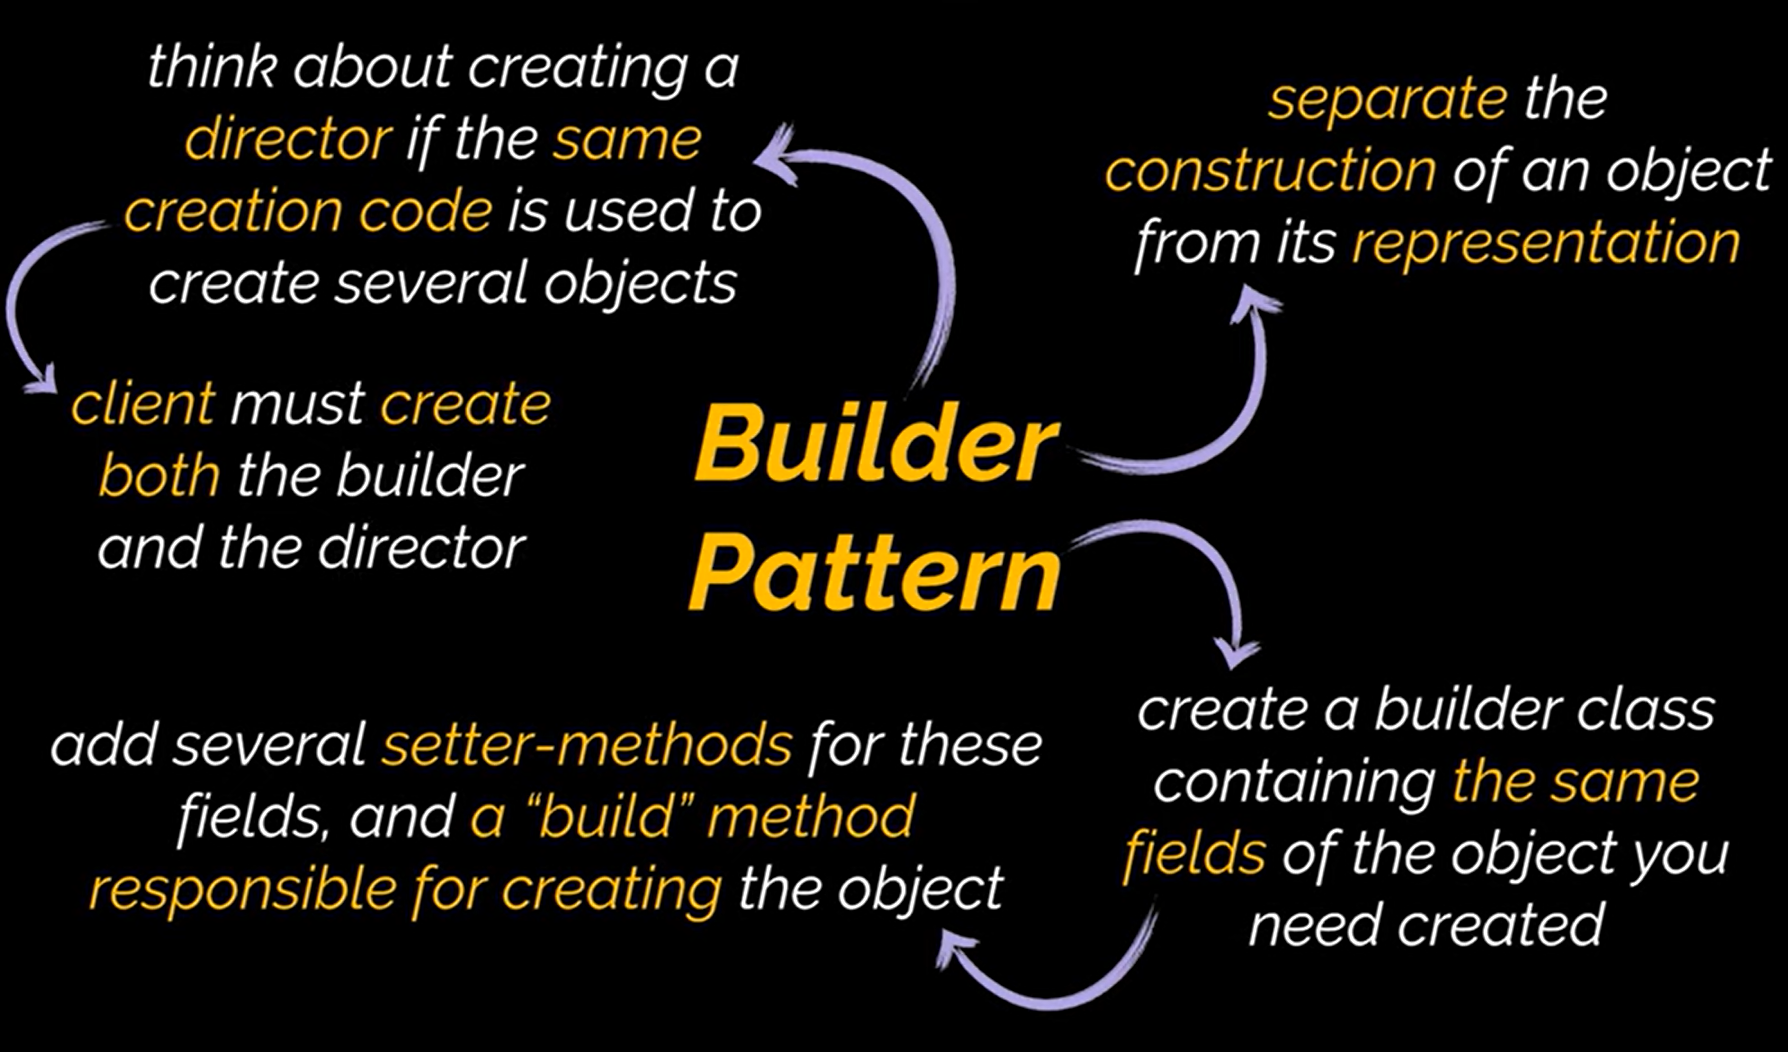 think about creating a
director if the same
creation code is used to
create several objects
client must create
both the builder
and the director
Builder
Pattern
separate the
construction of an object
from its representation
create a builder class
containing the same
fields of the object you
need created
add several setter-methods for these
fields, and a “build” method
responsible for creating the object